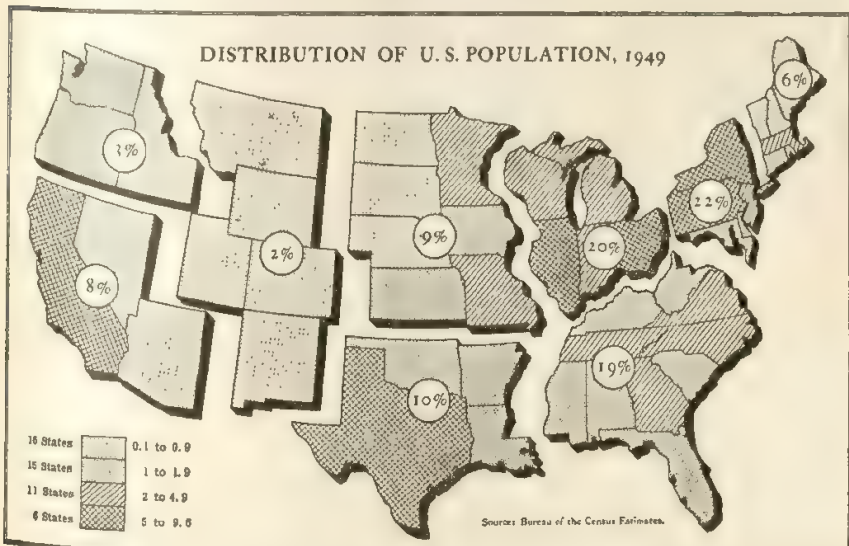 DISTRIBUTION OF U. S. POPULATION, 1949
6%
3%
22%
9%
20%
2%
8%
19%
10%
16 States 0.1 to 0.9
15 States 1 to 1.9
11 States 2 to 4.9
6 States 5 to 9.6
Source: Bureau of the Census Estimates.